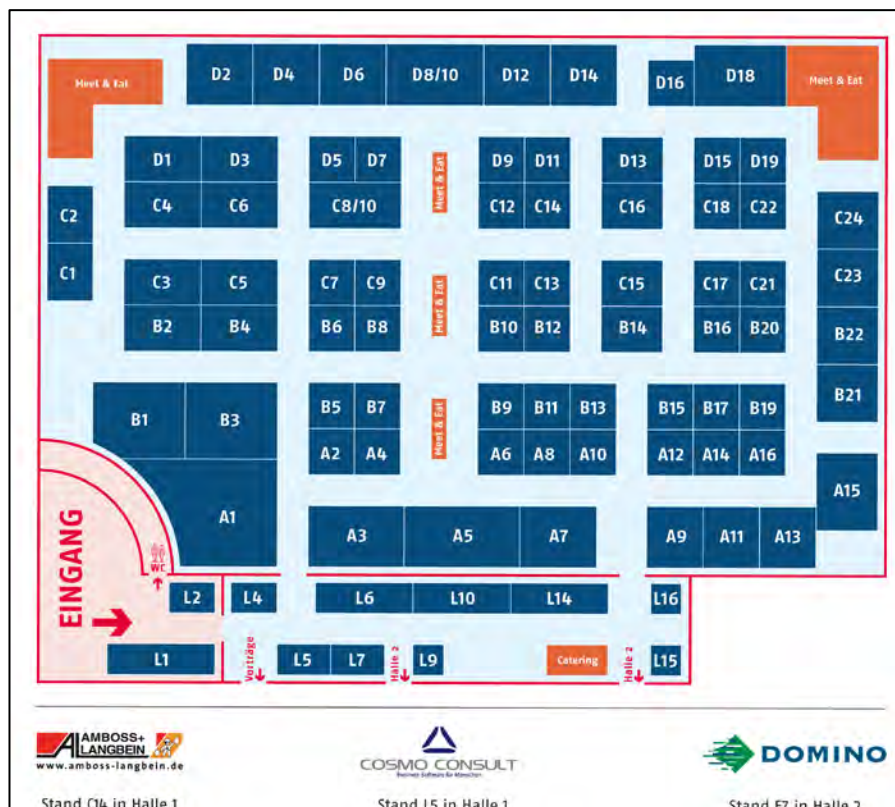 D2 D4 D6 D8/10 D12 D14 D16 D18
Meet & Eat Meet & Eat
D1 D3 D5 D7 Meet & Eat D9 D11 D13 D15 D19
C4 C6 C8/10 C12 C14 C16 C18 C22
C2 C24
C1 C23
C3 C5 C7 C9 Meet & Eat C11 C13 C15 C17 C21
B2 B4 B6 B8 B10 B12 B14 B16 B20 B22
B21
B1 B3 B5 B7 Meet & Eat B9 B11 B13 B15 B17 B19
A2 A4 A6 A8 A10 A12 A14 A16
A15
A1 A3 A5 A7 A9 A11 A13
EINGANG
WC
L2 L4 L6 L10 L14 L16
L1 Vorträge L5 L7 Halle 2 L9 Catering Halle 2 L15
AMBOSS+
LANGBEIN
www.amboss-langbein.de
COSMO CONSULT
Business Software für Menschen
DOMINO
Stand C14 in Halle 1
Stand L5 in Halle 1
Stand F7 in Halle 2